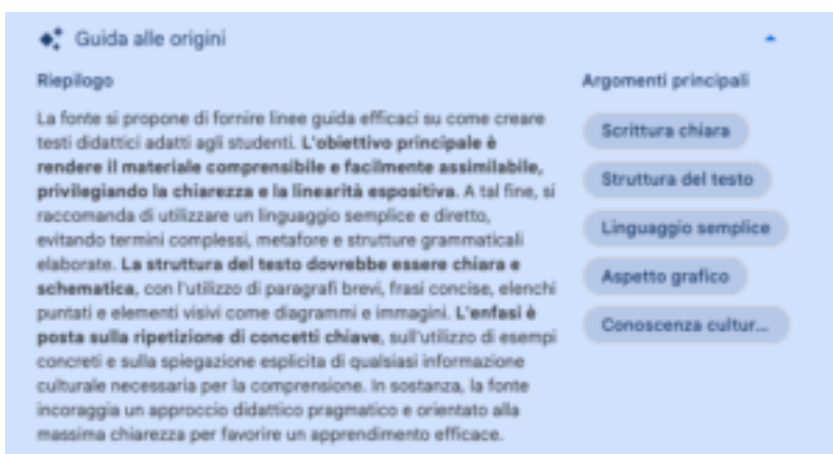 Guida alle origini
Riepilogo
La fonte si propone di fornire linee guida efficaci su come creare
testi didattici adatti agli studenti. L'obiettivo principale è
rendere il materiale comprensibile e facilmente assimilabile,
privilegiando la chiarezza e la linearità espositiva. A tal fine, si
raccomanda di utilizzare un linguaggio semplice e diretto,
evitando termini complessi, metafore e strutture grammaticali
elaborate. La struttura del testo dovrebbe essere chiara e
schematica, con l'utilizzo di paragrafi brevi, frasi concise, elenchi
puntati e elementi visivi come diagrammi e immagini. L'enfasi è
posta sulla ripetizione di concetti chiave, sull'utilizzo di esempi
concreti e sulla spiegazione esplicita di qualsiasi informazione
culturale necessaria per la comprensione. In sostanza, la fonte
incoraggia un approccio didattico pragmatico e orientato alla
massima chiarezza per favorire un apprendimento efficace.
Argomenti principali
Scrittura chiara
Struttura del testo
Linguaggio semplice
Aspetto grafico
Conoscenza cultur...